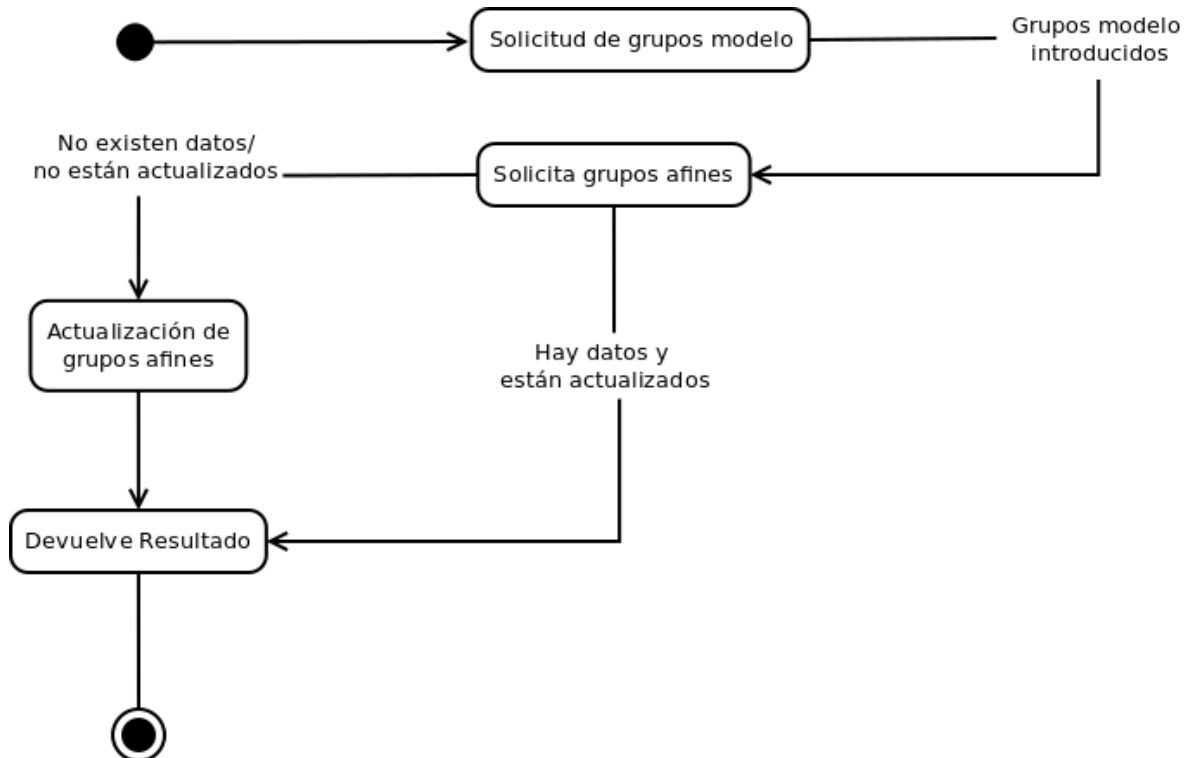 Solicitud de grupos modelo
Grupos modelo
introducidos
No existen datos/
no están actualizados
Solicita grupos afines
Actualización de
grupos afines
Hay datos y
están actualizados
Devuelve Resultado